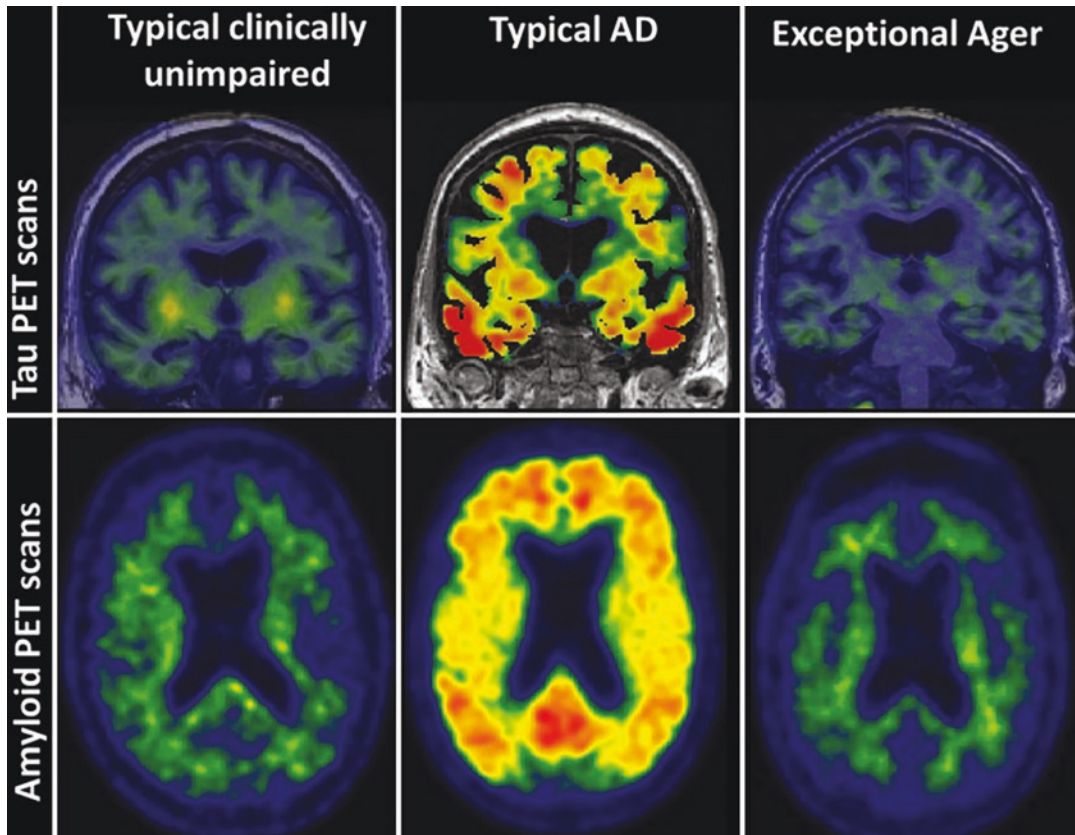 Typical clinically
unimpaired
Typical AD
Exceptional Ager
Tau PET scans
Amyloid PET scans